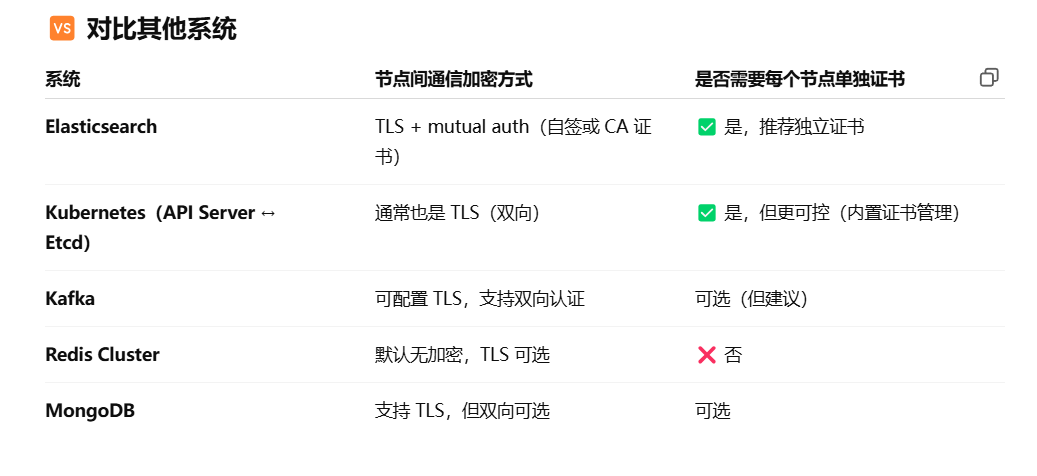 VS 对比其他系统
系统 节点间通信加密方式 是否需要每个节点单独证书
Elasticsearch TLS + mutual auth（自签或 CA 证书） ✅ 是，推荐独立证书
Kubernetes（API Server ↔ Etcd） 通常也是 TLS（双向） ✅ 是，但更可控（内置证书管理）
Kafka 可配置 TLS，支持双向认证 可选（但建议）
Redis Cluster 默认无加密，TLS 可选 ❌ 否
MongoDB 支持 TLS，但双向可选 可选